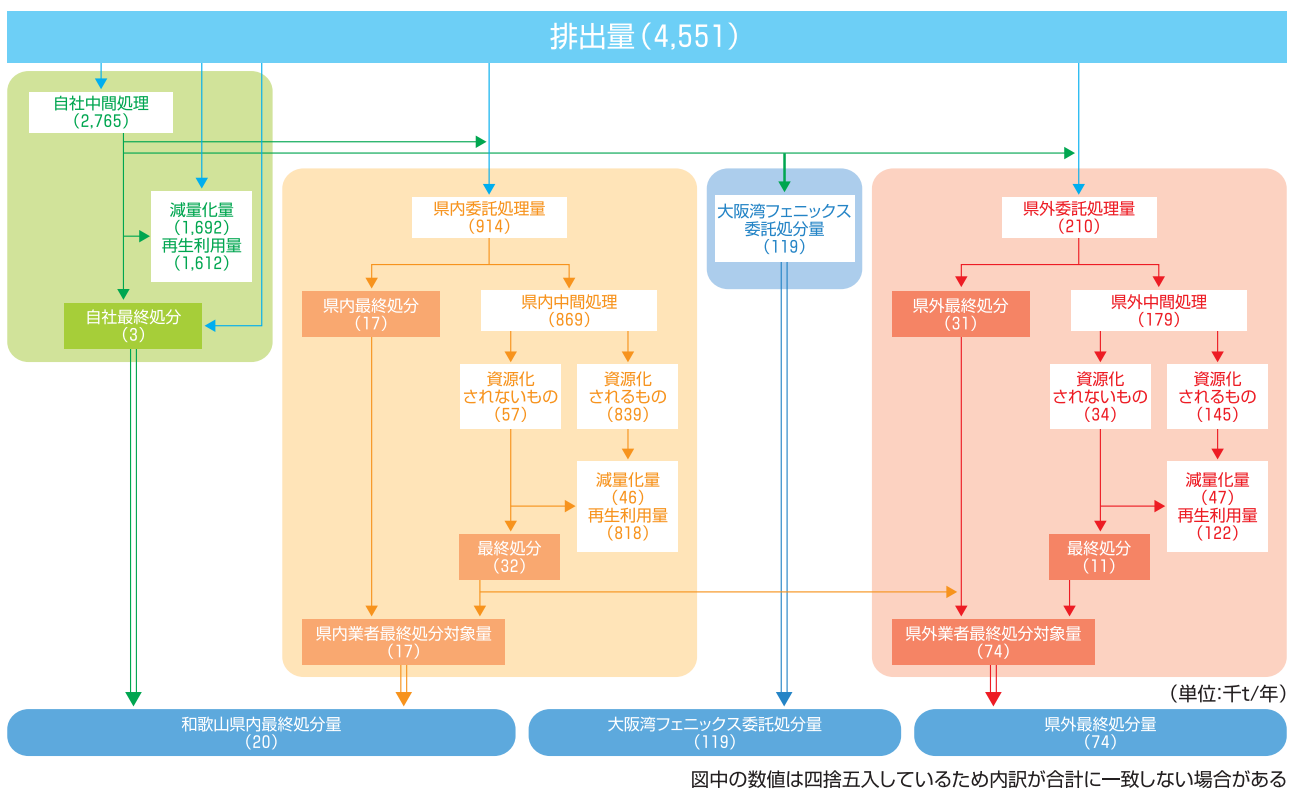 排出量（4,551）
自社中間処理
（2,765）
減量化量
（1,692）
再生利用量
（1,612）
自社最終処分
（3）
県内委託処理量
（914）
県内最終処分
（17）
県内中間処理
（869）
資源化
されないもの
（57）
資源化
されるもの
（839）
減量化量
（46）
再生利用量
（818）
最終処分
（32）
県内業者最終処分対象量
（17）
大阪湾フェニックス
委託処分量
（119）
県外委託処理量
（210）
県外最終処分
（31）
県外中間処理
（179）
資源化
されないもの
（34）
資源化
されるもの
（145）
減量化量
（47）
再生利用量
（122）
最終処分
（11）
県外業者最終処分対象量
（74）
（単位:千t/年）
和歌山県内最終処分量
（20）
大阪湾フェニックス委託処分量
（119）
県外最終処分量
（74）
図中の数値は四捨五入しているため内訳が合計に一致しない場合がある